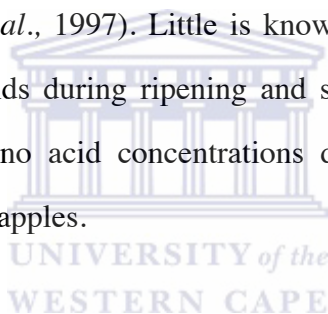 al., 1997). Little is know
ds during ripening and s
no acid concentrations
apples.
UNIVERSITY of the
WESTERN CAPE